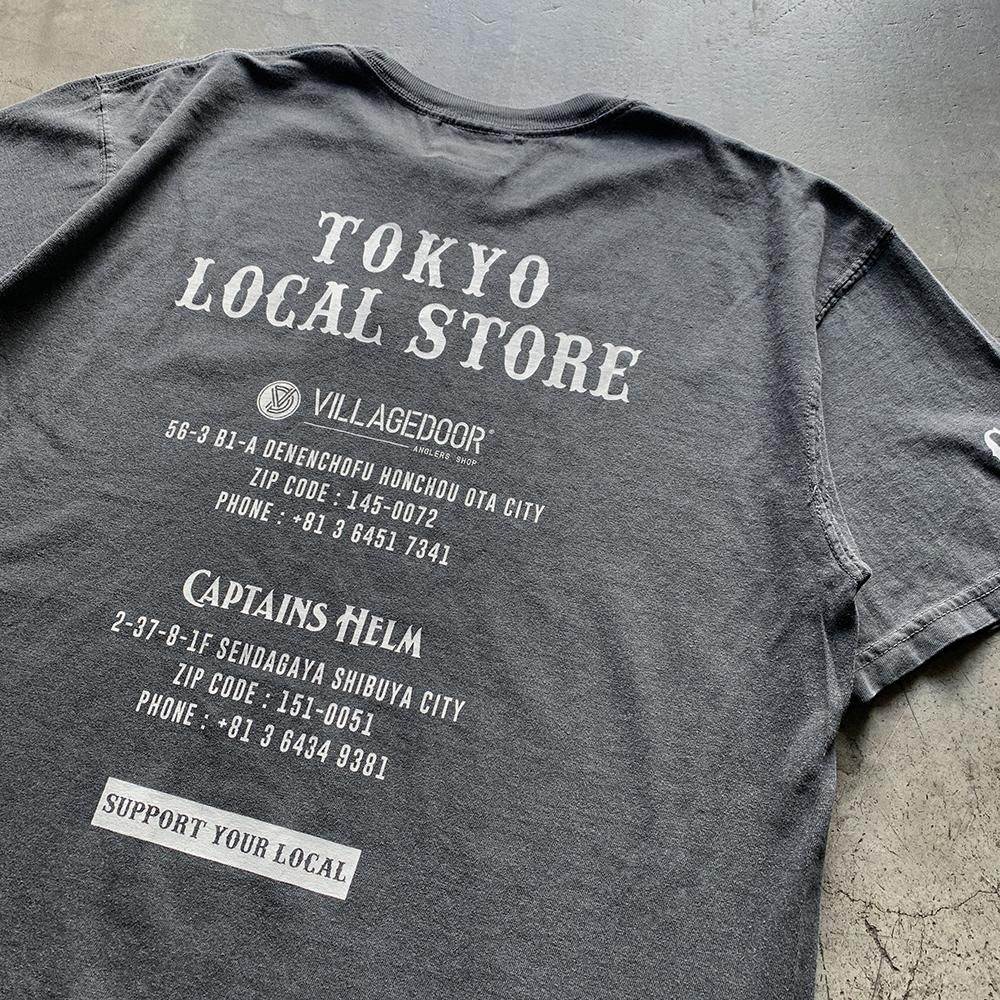 TOKYO
LOCAL STORE
VILLAGEDOOR®
ANGLERS SHOP
56-3 B1-A DENENCHOFU HONCHOU OTA CITY
ZIP CODE : 145-0072
PHONE : +81 3 6451 7341
CAPTAINS HELM
2-37-8-1F SENDAGAYA SHIBUYA CITY
ZIP CODE : 151-0051
PHONE : +81 3 6434 9381
SUPPORT YOUR LOCAL